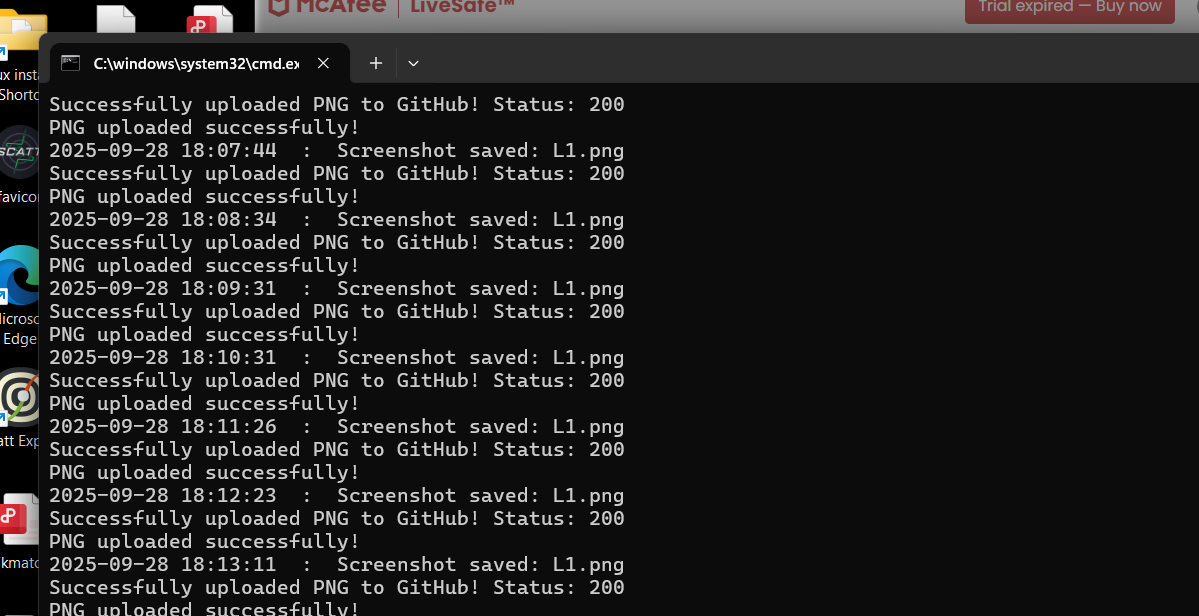 McAfee | LiveSafe™
Trial expired — Buy now
C:\windows\system32\cmd.ex
Successfully uploaded PNG to GitHub! Status: 200
PNG uploaded successfully!
2025-09-28 18:07:44  :  Screenshot saved: L1.png
Successfully uploaded PNG to GitHub! Status: 200
PNG uploaded successfully!
2025-09-28 18:08:34  :  Screenshot saved: L1.png
Successfully uploaded PNG to GitHub! Status: 200
PNG uploaded successfully!
2025-09-28 18:09:31  :  Screenshot saved: L1.png
Successfully uploaded PNG to GitHub! Status: 200
PNG uploaded successfully!
2025-09-28 18:10:31  :  Screenshot saved: L1.png
Successfully uploaded PNG to GitHub! Status: 200
PNG uploaded successfully!
2025-09-28 18:11:26  :  Screenshot saved: L1.png
Successfully uploaded PNG to GitHub! Status: 200
PNG uploaded successfully!
2025-09-28 18:12:23  :  Screenshot saved: L1.png
Successfully uploaded PNG to GitHub! Status: 200
PNG uploaded successfully!
2025-09-28 18:13:11  :  Screenshot saved: L1.png
Successfully uploaded PNG to GitHub! Status: 200
PNG uploaded successfully!
ux inst
Shortc
SCATT
favicon
Microso
Edge
att Exp
kmatc